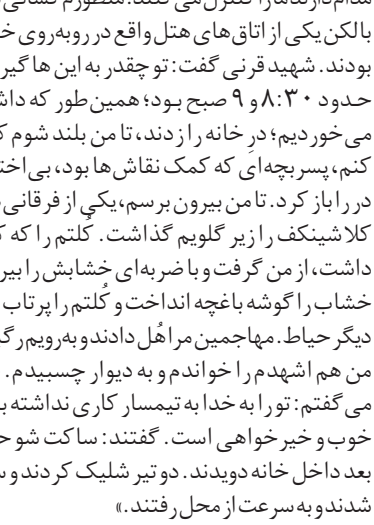 مدام دارند ما را کنترل می‌کنند. منظورم کسانی
بالکن یکی از اتاق‌های هتل واقع در روبه‌روی
بودند. شهید قرنی گفت: تو چقدر به این ها گیر
حدود ۸:۳۰ و ۹ صبح بود؛ همین‌طور که
می‌خوردیم؛ درِ خانه را زدند، تا من بلند شوم
کنم، پسربچه‌ای که کمک نقاش‌ها بود،
در را باز کرد. تا من بیرون برسم، یکی از فرقانی
کلاشینکف را زیر گلویم گذاشت. کُلتم را که
داشت، از من گرفت و با ضربه‌ای خشابش را
خشاب را گوشه باغچه انداخت و کُلتم را پرتاب
دیگر حیاط. مهاجمین مرا هُل دادند و به‌رویم
من هم اشهدم را خواندم و به دیوار چسبیدم.
می‌گفتم: تو را به خدا به تیمسار کاری نداشته
خوب و خیرخواهی است. گفتند: ساکت شو
بعد داخل خانه دویدند. دو تیر شلیک کردند و
شدند و به سرعت از محل رفتند.»